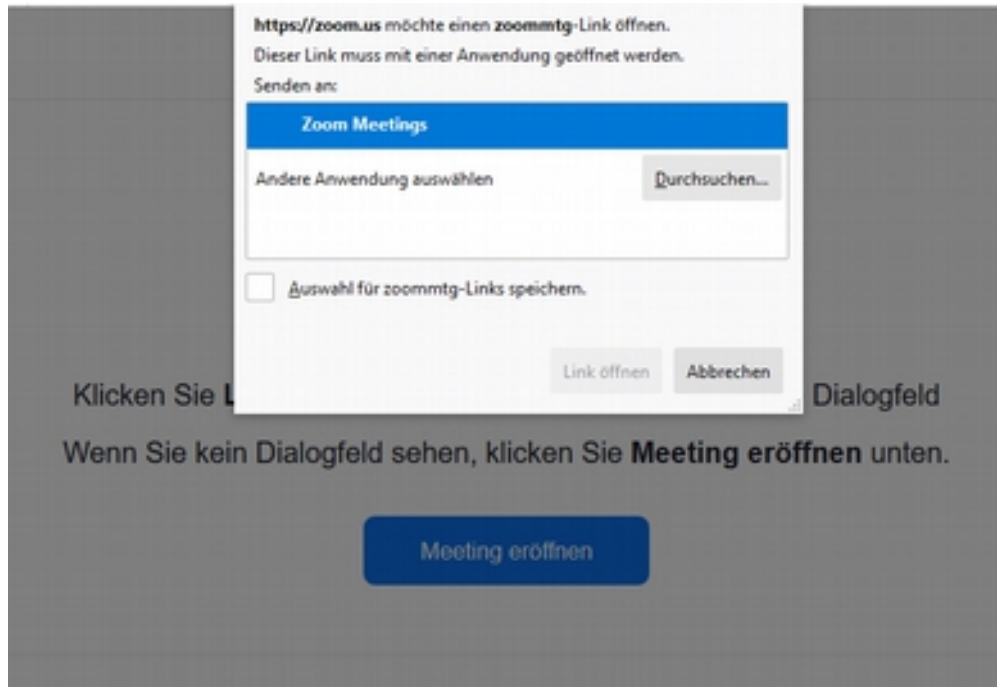 https://zoom.us möchte einen zoommtg-Link öffnen.
Dieser Link muss mit einer Anwendung geöffnet werden.
Senden an:
Zoom Meetings
Andere Anwendung auswählen
Durchsuchen...
Auswahl für zoommtg-Links speichern.
Link öffnen
Abbrechen
Klicken Sie L Dialogfeld
Wenn Sie kein Dialogfeld sehen, klicken Sie Meeting eröffnen unten.
Meeting eröffnen